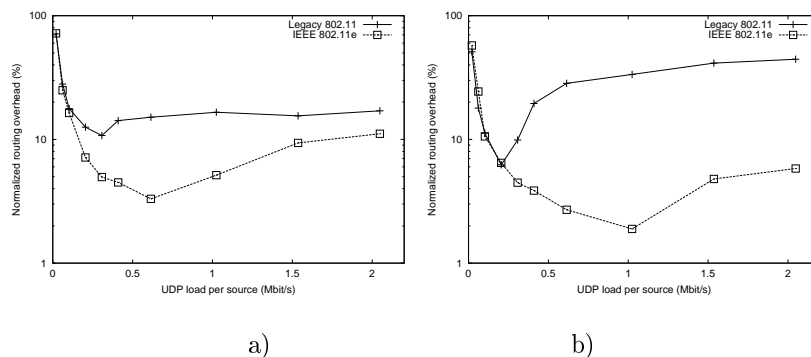 Legacy 802.11
IEEE 802.11e
Normalized routing overhead (%)
100
10
1
0
0.5
1
1.5
2
UDP load per source (Mbit/s)
a)
Legacy 802.11
IEEE 802.11e
Normalized routing overhead (%)
100
10
1
0
0.5
1
1.5
2
UDP load per source (Mbit/s)
b)